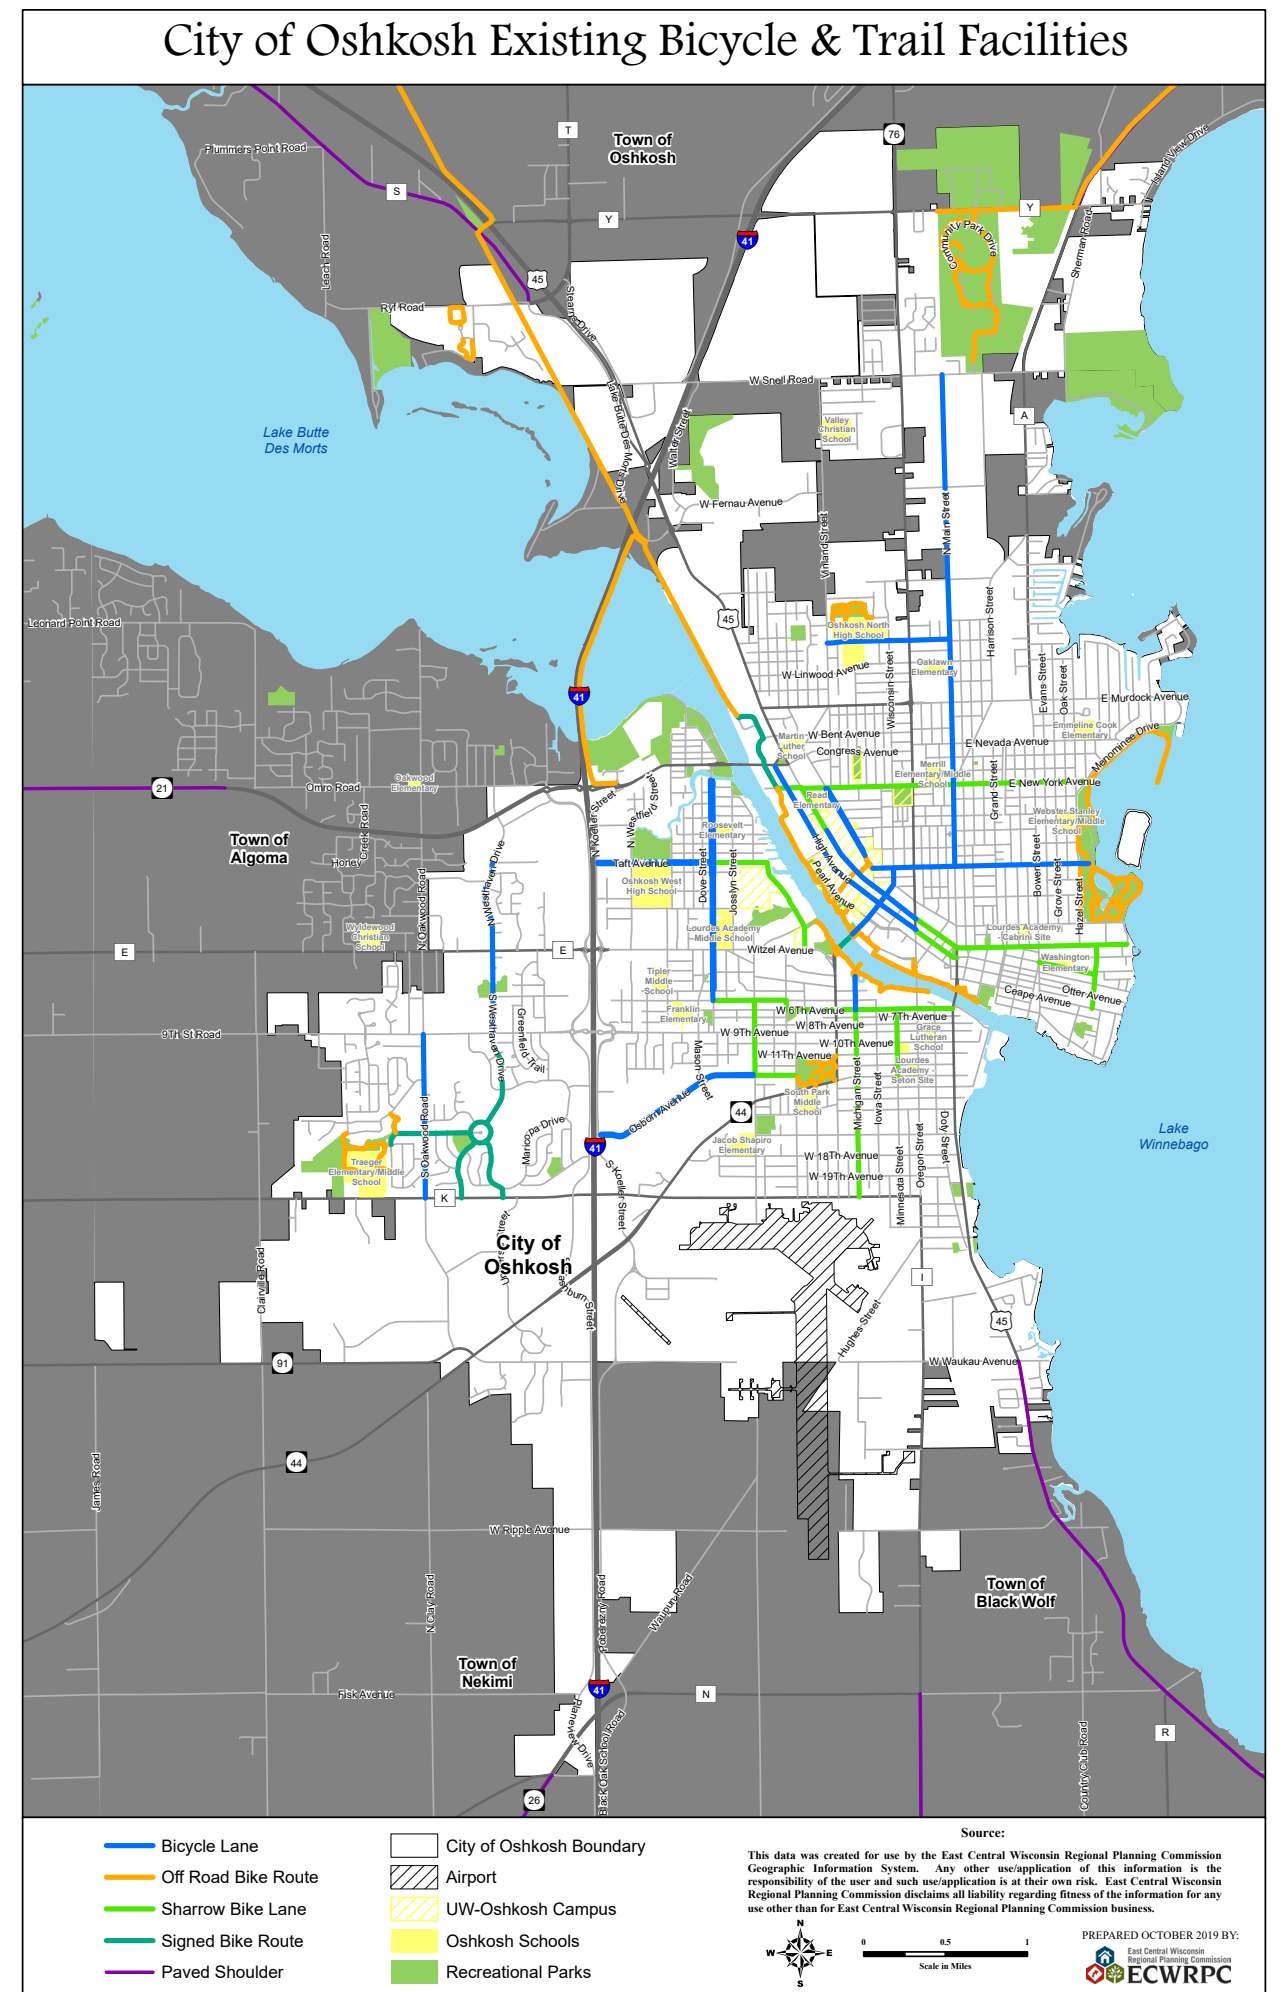 City of Oshkosh Existing Bicycle & Trail Facilities
76
T
Town of
Oshkosh
Plummers Point Road
Island View Drive
S
Y
Y
41
Community Park Drive
Sherman Road
Leach Road
45
Ryf Road
Stearns Drive
W Snell Road
Lake Butte Des Morts Drive
Walter Street
A
Valley
Christian
School
Lake Butte
Des Morts
W Fernau Avenue
Vinland Street
N Main Street
Leonard Point Road
45
Oshkosh North
High School
Harrison Street
W Linwood Avenue
Oaklawn
Elementary
Wisconsin Street
Evans Street
Oak Street
41
E Murdock Avenue
Emmeline Cook
Elementary
Martin
Luther
School
W Bent Avenue
Congress Avenue
E Nevada Avenue
Menominee Drive
Merrill
Elementary/Middle
School
Grand Street
E New York Avenue
21
Omro Road
Oakwood
Elementary
N Koeller Street
N Westfield Street
Read
Elementary
Webster Stanley
Elementary/Middle
School
Town of
Algoma
Roosevelt
Elementary
High Avenue
Honey Creek Road
N Westhaven Drive
Taft Avenue
Dove Street
Josslyn Street
Pearl Avenue
Bowen Street
Grove Street
Hazel Street
Oshkosh West
High School
N Oakwood Road
Wyldewood
Christian
School
Lourdes Academy
- Middle School
Lourdes Academy
- Cabrini Site
E
E
Witzel Avenue
Washington
Elementary
Tipler
Middle
School
Ceape Avenue
Otter Avenue
Franklin
Elementary
W 6Th Avenue
W 7Th Avenue
S Westhaven Drive
Greenfield Trail
9Th St Road
W 9Th Avenue
W 8Th Avenue
Grace
Lutheran
School
W 10Th Avenue
Mason Street
W 11Th Avenue
Lourdes
Academy -
Seton Site
Michigan Street
Iowa Street
South Park
Middle
School
S Oakwood Road
Osborn Avenue
44
Doty Street
Maricopa Drive
41
Jacob Shapiro
Elementary
Lake
Winnebago
Oregon Street
Traeger
Elementary/Middle
School
W 18Th Avenue
W 19Th Avenue
Minnesota Street
S Koeller Street
K
City of
Oshkosh
Clairville Road
I
Hughes Street
45
91
W Waukau Avenue
44
James Road
W Ripple Avenue
N Clay Road
Poberezny Road
Waupun Road
Town of
Black Wolf
Town of
Nekimi
Fisk Avenue
41
N
Planeview Drive
Black Oak School Road
Country Club Road
R
26
Bicycle Lane
Off Road Bike Route
Sharrow Bike Lane
Signed Bike Route
Paved Shoulder
City of Oshkosh Boundary
Airport
UW-Oshkosh Campus
Oshkosh Schools
Recreational Parks
Source:
This data was created for use by the East Central Wisconsin Regional Planning Commission
Geographic Information System. Any other use/application of this information is the
responsibility of the user and such use/application is at their own risk. East Central Wisconsin
Regional Planning Commission disclaims all liability regarding fitness of the information for any
use other than for East Central Wisconsin Regional Planning Commission business.
N
W E
S
0 0.5 1
Scale in Miles
PREPARED OCTOBER 2019 BY:
East Central Wisconsin
Regional Planning Commission
ECWRPC